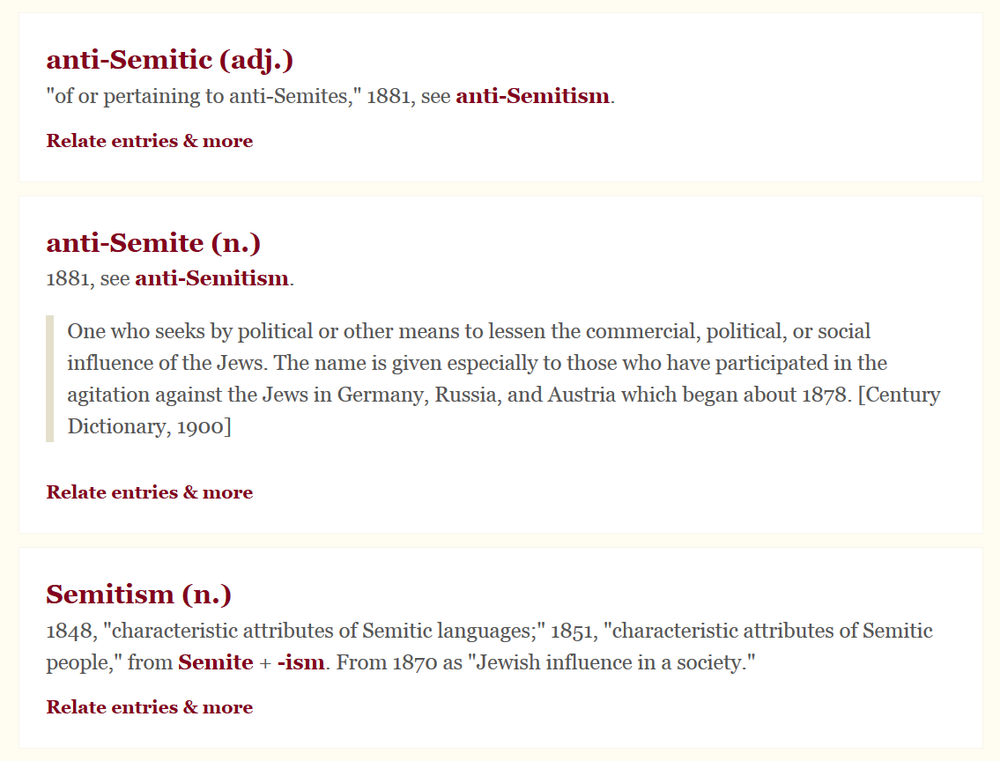 anti-Semitic (adj.)
"of or pertaining to anti-Semites," 1881, see anti-Semitism.
Relate entries & more
anti-Semite (n.)
1881, see anti-Semitism.
One who seeks by political or other means to lessen the commercial, political, or social
influence of the Jews. The name is given especially to those who have participated in the
agitation against the Jews in Germany, Russia, and Austria which began about 1878. [Century
Dictionary, 1900]
Relate entries & more
Semitism (n.)
1848, "characteristic attributes of Semitic languages;" 1851, "characteristic attributes of Semitic
people," from Semite + -ism. From 1870 as "Jewish influence in a society."
Relate entries & more